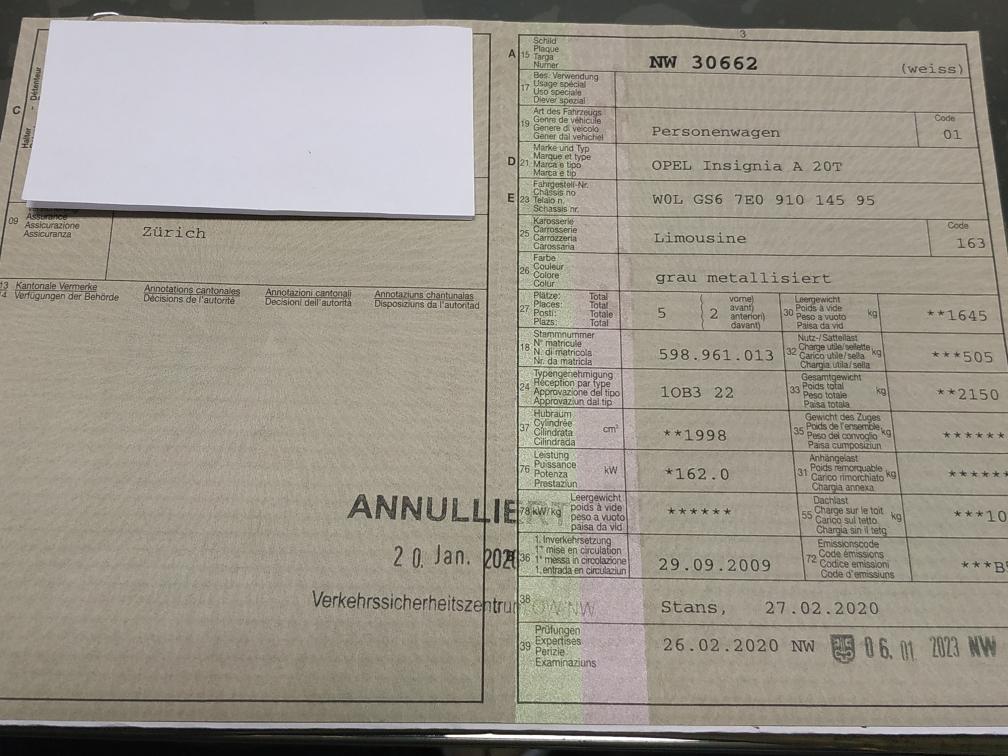 C
Halter - Détenteur
09
Assurance
Assicurazione
Assicuranza
Zürich
13 Kantonale Vermerke
14 Verfügungen der Behörde
Annotations cantonales
Décisions de l'autorité
Annotazioni cantonali
Decisioni dell'autorità
Annotaziuns chantunalas
Disposiziuns da l'autoritad
ANNULLIERT
20. Jan. 202
Verkehrssicherheitszentrum OW/NW
3
A 15
Schild
Plaque
Targa
Numer
NW 30662 (weiss)
17
Bes. Verwendung
Usage spécial
Uso speciale
Diever spezial
19
Art des Fahrzeugs
Genre de véhicule
Genere di veicolo
Gener dal vehichel
Personenwagen
Code
01
D 21
Marke und Typ
Marque et type
Marca e tipo
Marca e tip
OPEL Insignia A 20T
E 23
Fahrgestell-Nr.
Châssis no
Telaio n.
Schassis nr.
W0L GS6 7E0 910 145 95
25
Karosserie
Carrosserie
Carrozzeria
Carossaria
Limousine
Code
163
26
Farbe
Couleur
Colore
Colur
grau metallisiert
27
Plätze: Total
Places: Total
Posti: Totale
Plazs: Total
5
2
vorne)
avant)
anteriori)
davant)
30
Leergewicht
Poids à vide
Peso a vuoto
Paisa da vid
kg
**1645
18
Stammnummer
N° matricule
N. di matricola
Nr. da matricla
598.961.013
32
Nutz-/Sattellast
Charge utile/sellette
Carico utile/sella
Chargia utila/sella
kg
***505
24
Typengenehmigung
Réception par type
Approvazione del tipo
Approvaziun dal tip
1OB3 22
33
Gesamtgewicht
Poids total
Peso totale
Paisa totala
kg
**2150
37
Hubraum
Cylindrée
Cilindrata
Cilindrada
cm³
**1998
35
Gewicht des Zuges
Poids de l'ensemble
Peso del convoglio
Paisa cumposiziun
kg
******
76
Leistung
Puissance
Potenza
Prestaziun
kW
*162.0
31
Anhängelast
Poids remorquable
Carico rimorchiato
Chargia annexa
kg
******
78 kW/kg
Leergewicht
poids à vide
peso a vuoto
paisa da vid
******
55
Dachlast
Charge sur le toit
Carico sul tetto
Chargia sin il tetg
kg
***10
36
1. Inverkehrsetzung
1re mise en circulation
1a messa in circolazione
1. entrada en circulaziun
29.09.2009
72
Emissionscode
Code émissions
Codice emissioni
Code d'emissiuns
***B
38
Stans, 27.02.2020
39
Prüfungen
Expertises
Perizie
Examinaziuns
26.02.2020 NW 06. 01 2023 NW